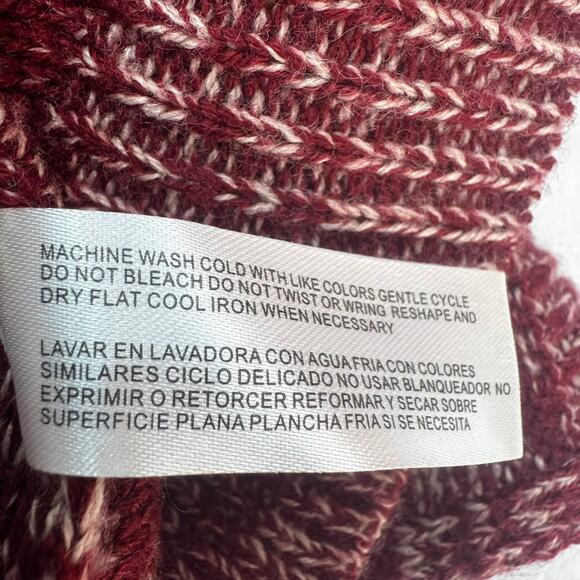 MACHINE WASH COLD WITH LIKE COLORS GENTLE CYCLE
DO NOT BLEACH DO NOT TWIST OR WRING RESHAPE AND
DRY FLAT COOL IRON WHEN NECESSARY
LAVAR EN LAVADORA CON AGUA FRIA CON COLORES
SIMILARES CICLO DELICADO NO USAR BLANQUEADOR NO
EXPRIMIR O RETORCER REFORMAR Y SECAR SOBRE
SUPERFICIE PLANA PLANCHA FRIA SI SE NECESITA